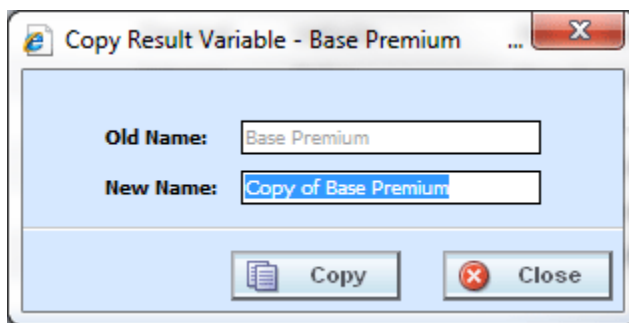 Copy Result Variable - Base Premium ...
Old Name: Base Premium
New Name: Copy of Base Premium
Copy Close